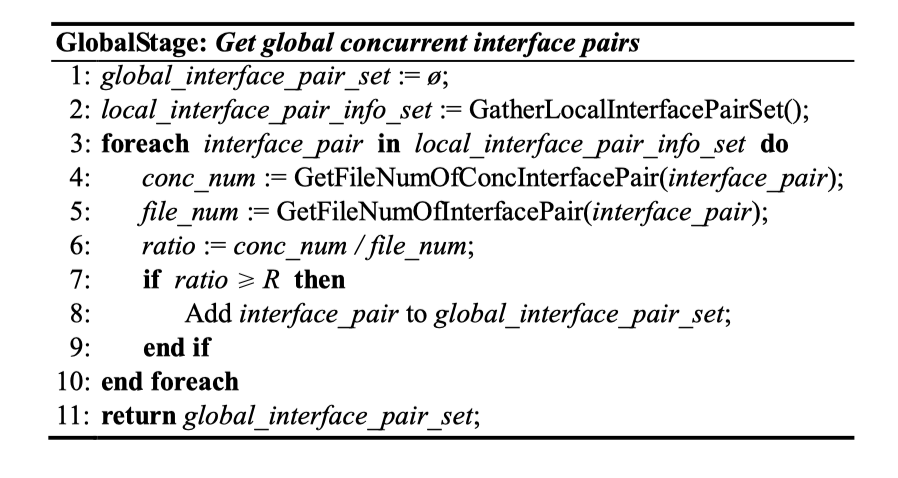 GlobalStage: Get global concurrent interface pairs
1: global_interface_pair_set := ø;
2: local_interface_pair_info_set := GatherLocalInterfacePairSet();
3: foreach interface_pair in local_interface_pair_info_set do
4: conc_num := GetFileNumOfConcInterfacePair(interface_pair);
5: file_num := GetFileNumOfInterfacePair(interface_pair);
6: ratio := conc_num / file_num;
7: if ratio ⩾ R then
8: Add interface_pair to global_interface_pair_set;
9: end if
10: end foreach
11: return global_interface_pair_set;